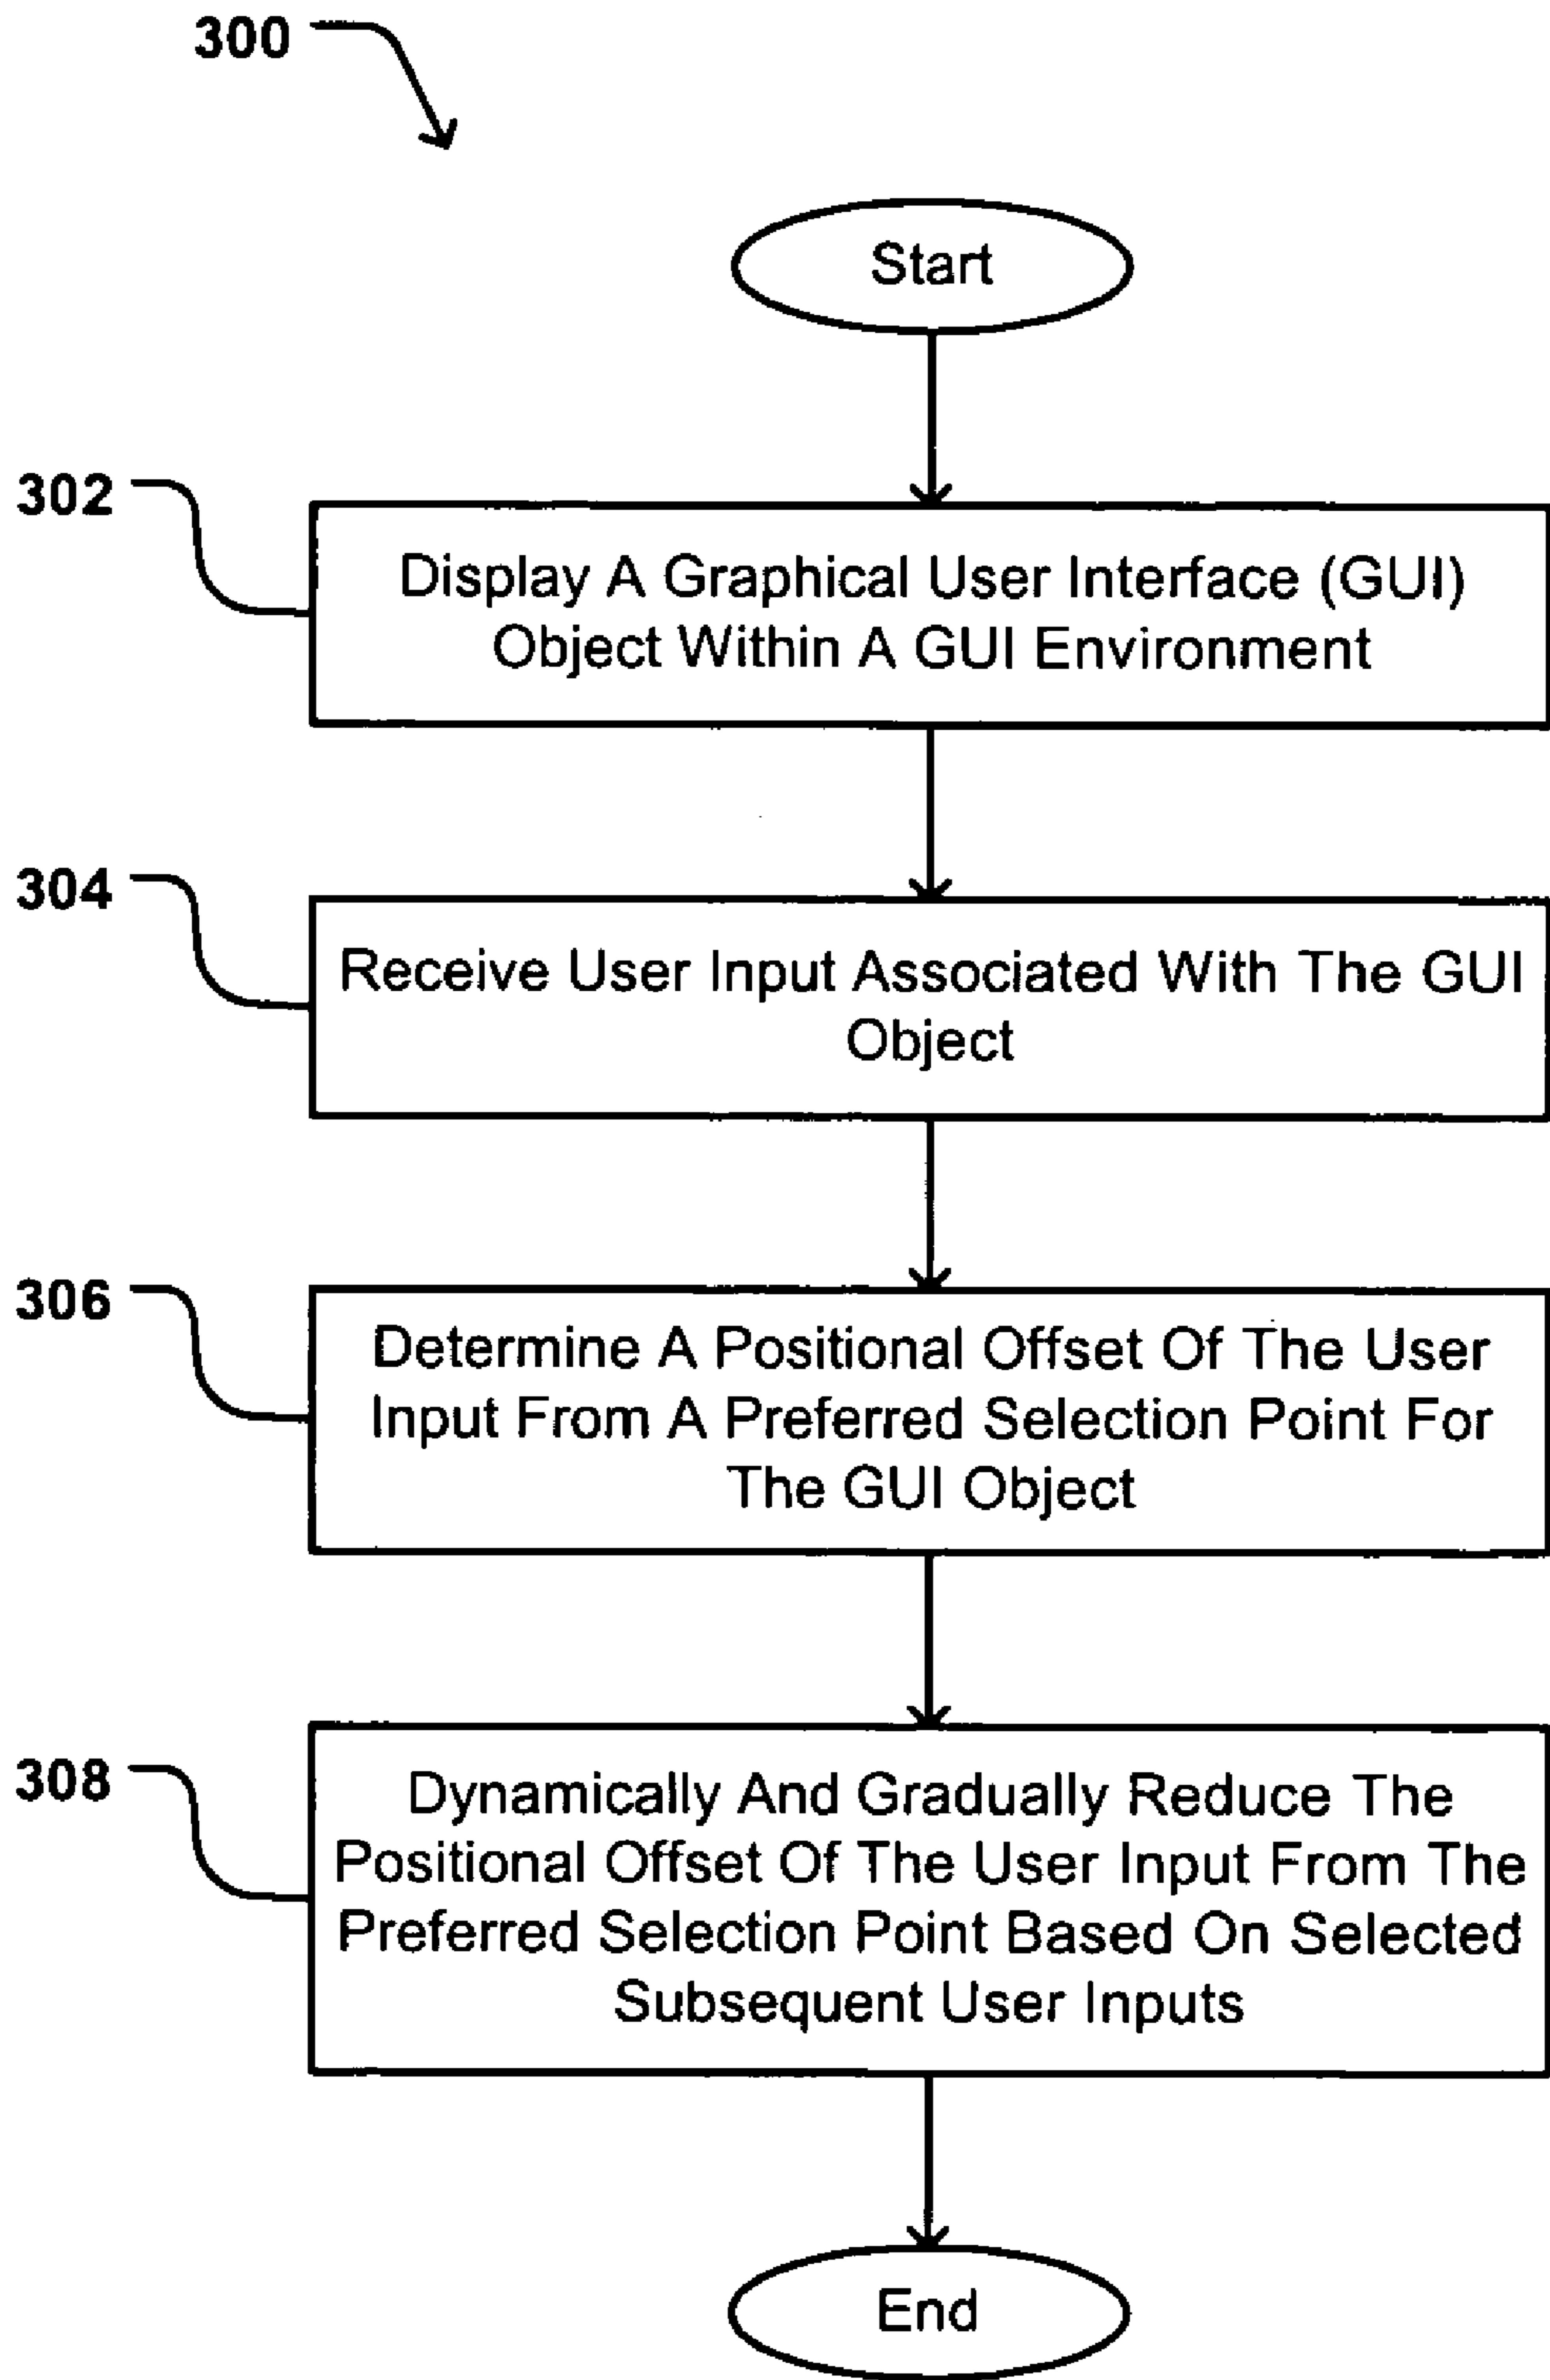 300
Start
302
Display A Graphical User Interface (GUI)
Object Within A GUI Environment
304
Receive User Input Associated With The GUI
Object
306
Determine A Positional Offset Of The User
Input From A Preferred Selection Point For
The GUI Object
308
Dynamically And Gradually Reduce The
Positional Offset Of The User Input From The
Preferred Selection Point Based On Selected
Subsequent User Inputs
End